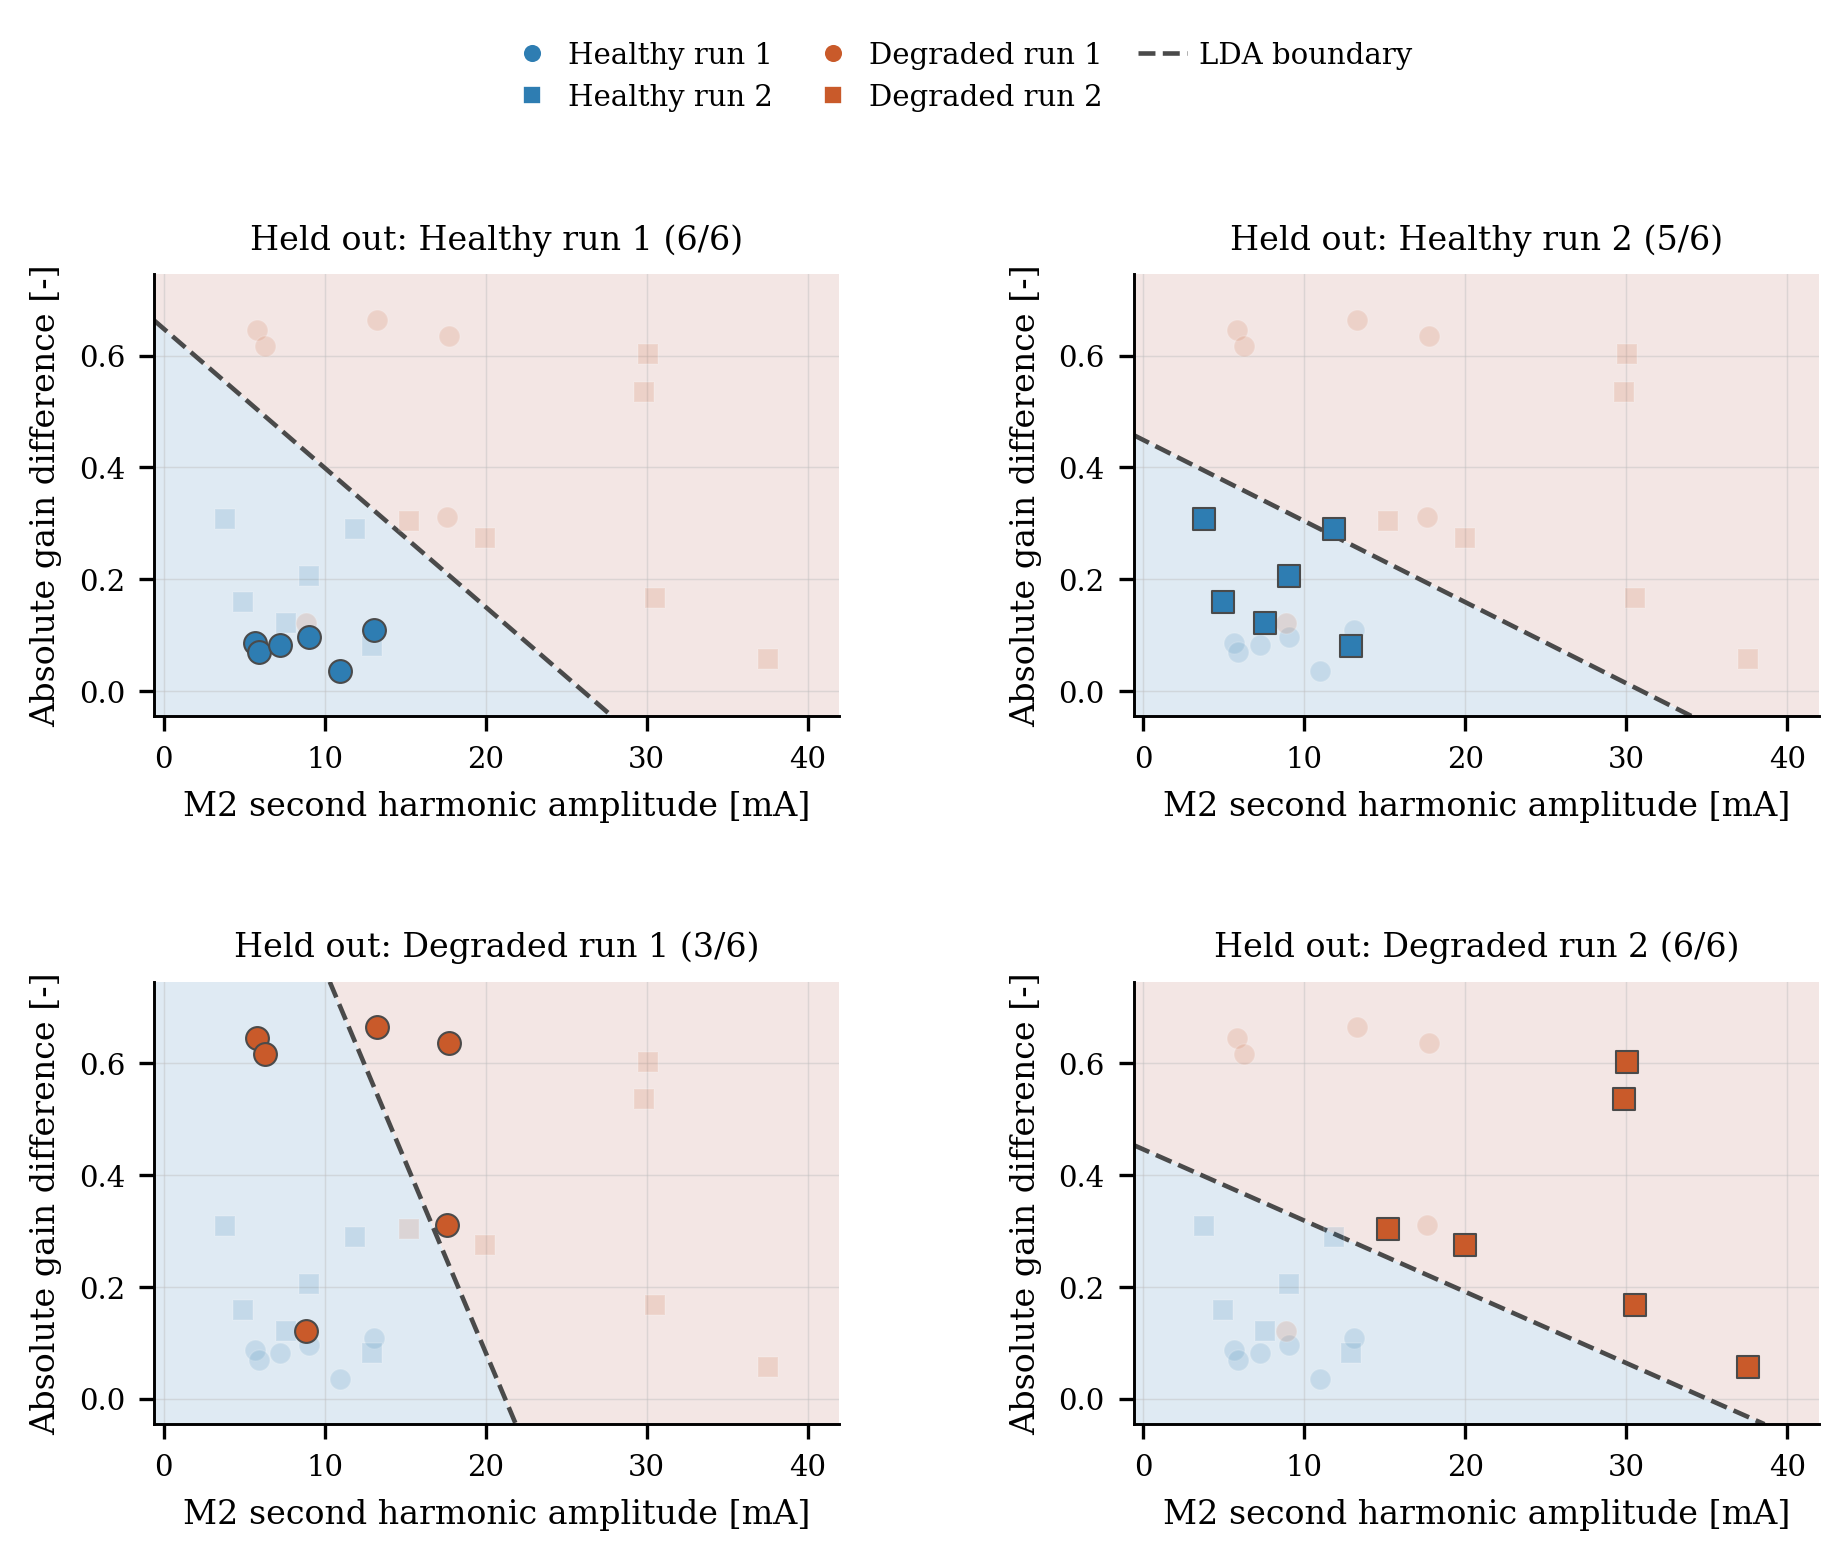 Healthy run 1
Healthy run 2
Degraded run 1
Degraded run 2
LDA boundary
Held out: Healthy run 1 (6/6)
Absolute gain difference [-]
0.6
0.4
0.2
0.0
0 10 20 30 40
M2 second harmonic amplitude [mA]
Held out: Healthy run 2 (5/6)
Absolute gain difference [-]
0.6
0.4
0.2
0.0
0 10 20 30 40
M2 second harmonic amplitude [mA]
Held out: Degraded run 1 (3/6)
Absolute gain difference [-]
0.6
0.4
0.2
0.0
0 10 20 30 40
M2 second harmonic amplitude [mA]
Held out: Degraded run 2 (6/6)
Absolute gain difference [-]
0.6
0.4
0.2
0.0
0 10 20 30 40
M2 second harmonic amplitude [mA]